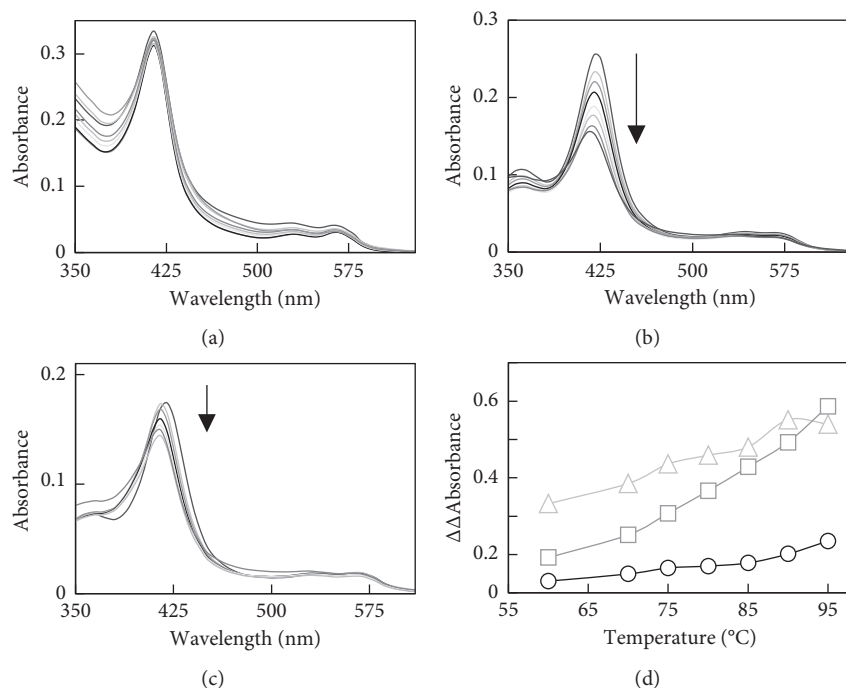 0.3
0.2
0.1
0
Absorbance
350
425
500
575
Wavelength (nm)
(a)
0.3
0.2
0.1
0
Absorbance
350
425
500
575
Wavelength (nm)
(b)
0.2
0.1
0
Absorbance
350
425
500
575
Wavelength (nm)
(c)
0.6
0.4
0.2
0
ΔΔAbsorbance
55
65
75
85
95
Temperature (°C)
(d)